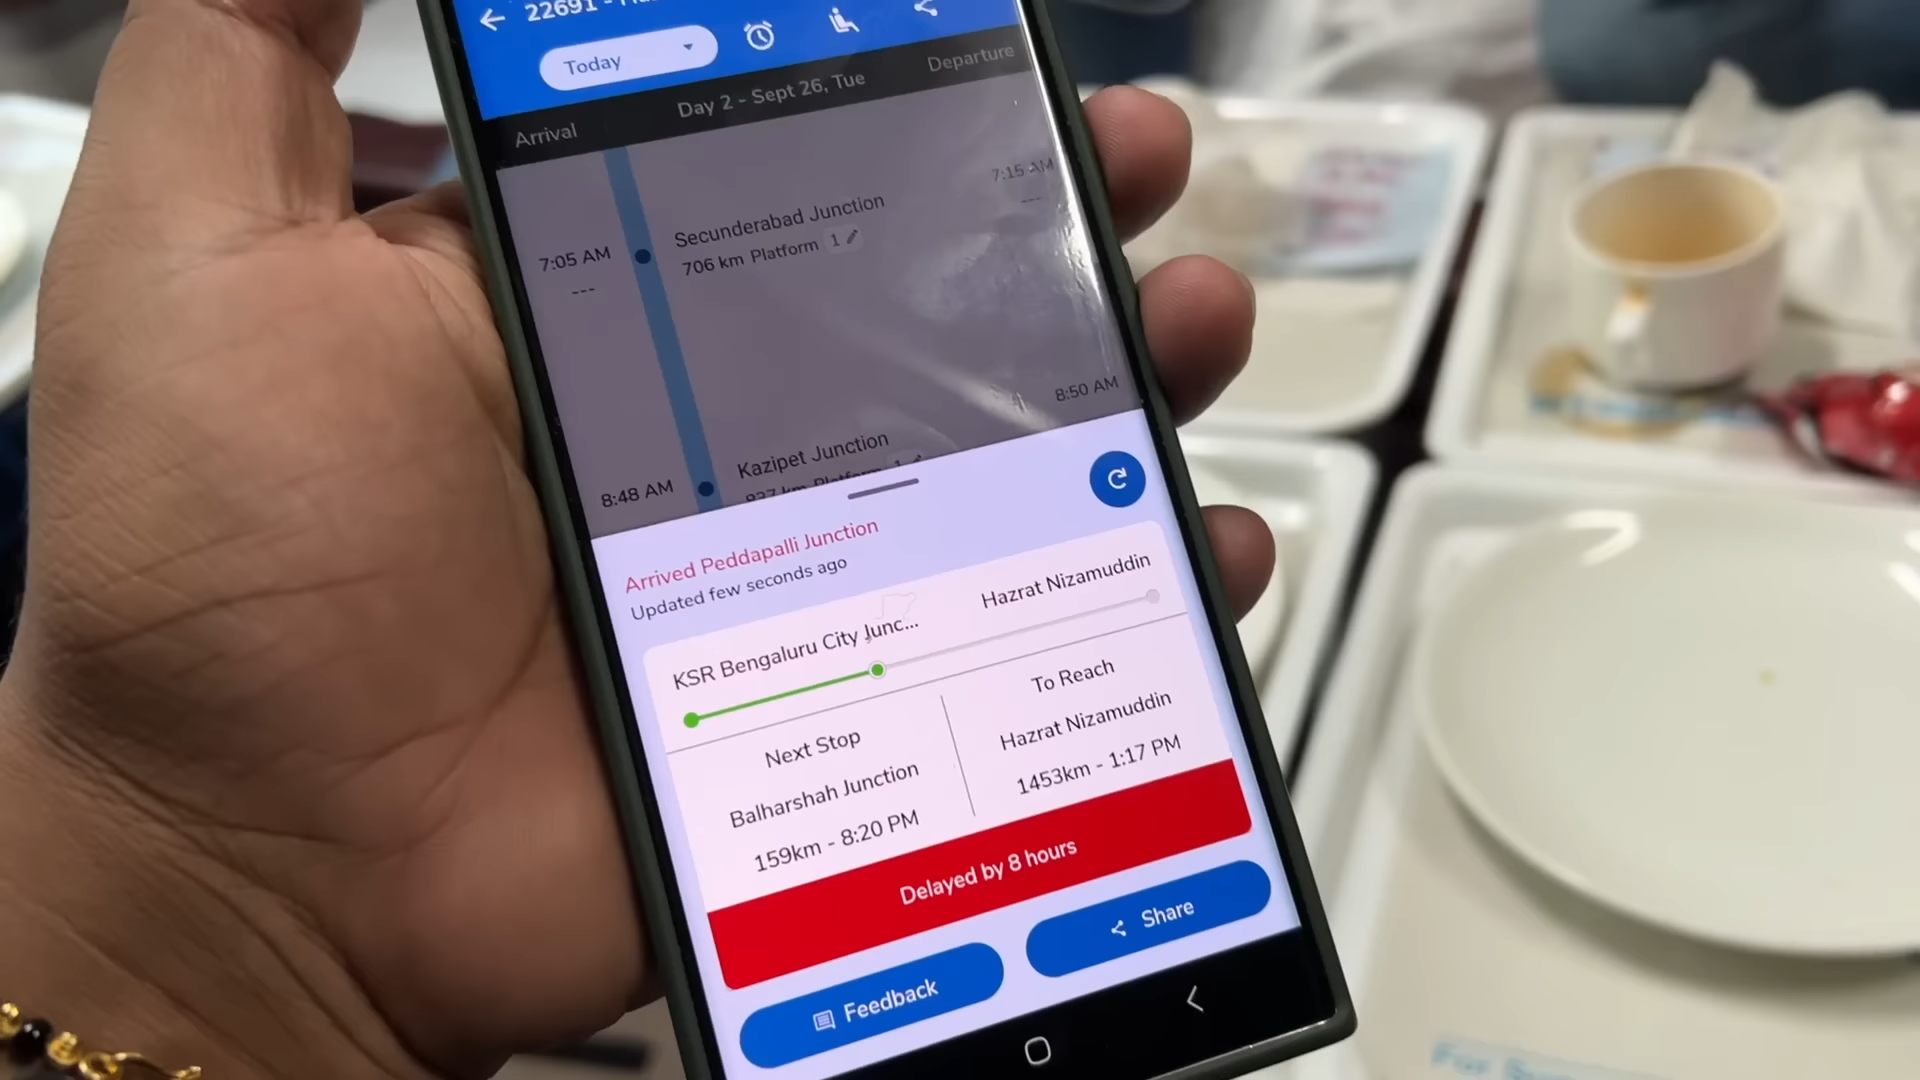 22691 -
Today
Arrival
Day 2 - Sept 26, Tue
Departure
7:15 AM
---
7:05 AM
---
Secunderabad Junction
706 km Platform 1
8:50 AM
8:48 AM
Kazipet Junction
Arrived Peddapalli Junction
Updated few seconds ago
KSR Bengaluru City Junc...
Hazrat Nizamuddin
Next Stop
Balharshah Junction
159km - 8:20 PM
To Reach
Hazrat Nizamuddin
1453km - 1:17 PM
Delayed by 8 hours
Feedback
Share